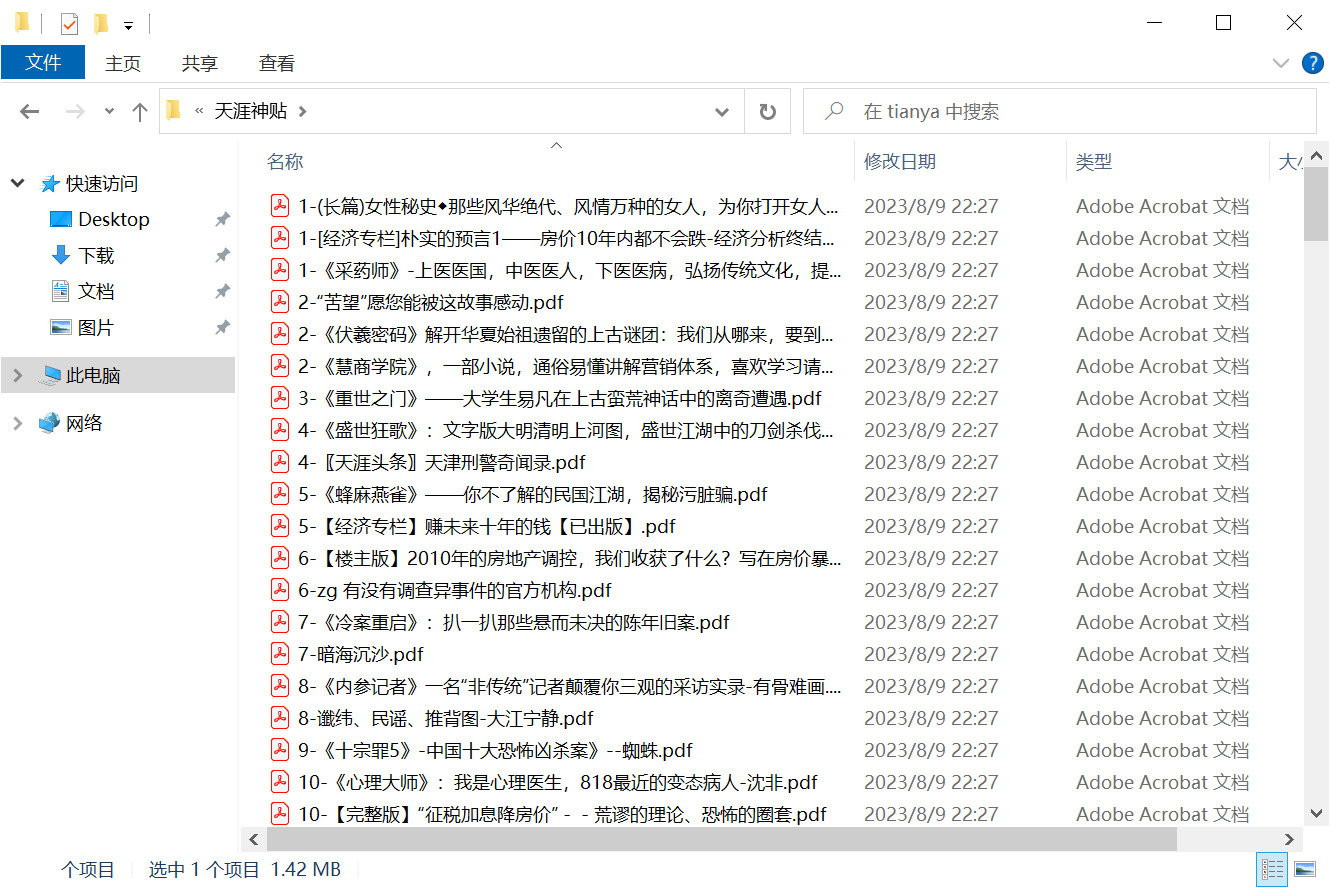 文件 主页 共享 查看
« 天涯神贴 在 tianya 中搜索
名称 修改日期 类型 大小
快速访问
Desktop
下载
文档
图片
此电脑
网络
1-(长篇)女性秘史◆那些风华绝代、风情万种的女人，为你打开女人... 2023/8/9 22:27 Adobe Acrobat 文档
1-[经济专栏]朴实的预言1——房价10年内都不会跌-经济分析终结... 2023/8/9 22:27 Adobe Acrobat 文档
1-《采药师》-上医医国，中医医人，下医医病，弘扬传统文化，提... 2023/8/9 22:27 Adobe Acrobat 文档
2-“苦望”愿您能被这故事感动.pdf 2023/8/9 22:27 Adobe Acrobat 文档
2-《伏羲密码》解开华夏始祖遗留的上古谜团：我们从哪来，要到... 2023/8/9 22:27 Adobe Acrobat 文档
2-《慧商学院》，一部小说，通俗易懂讲解营销体系，喜欢学习请... 2023/8/9 22:27 Adobe Acrobat 文档
3-《重世之门》——大学生易凡在上古蛮荒神话中的离奇遭遇.pdf 2023/8/9 22:27 Adobe Acrobat 文档
4-《盛世狂歌》：文字版大明清明上河图，盛世江湖中的刀剑杀伐... 2023/8/9 22:27 Adobe Acrobat 文档
4-〖天涯头条〗天津刑警奇闻录.pdf 2023/8/9 22:27 Adobe Acrobat 文档
5-《蜂麻燕雀》——你不了解的民国江湖，揭秘污脏骗.pdf 2023/8/9 22:27 Adobe Acrobat 文档
5-【经济专栏】赚未来十年的钱【已出版】.pdf 2023/8/9 22:27 Adobe Acrobat 文档
6-【楼主版】2010年的房地产调控，我们收获了什么？写在房价暴... 2023/8/9 22:27 Adobe Acrobat 文档
6-zg 有没有调查异事件的官方机构.pdf 2023/8/9 22:27 Adobe Acrobat 文档
7-《冷案重启》：扒一扒那些悬而未决的陈年旧案.pdf 2023/8/9 22:27 Adobe Acrobat 文档
7-暗海沉沙.pdf 2023/8/9 22:27 Adobe Acrobat 文档
8-《内参记者》一名“非传统”记者颠覆你三观的采访实录-有骨难画.... 2023/8/9 22:27 Adobe Acrobat 文档
8-谶纬、民谣、推背图-大江宁静.pdf 2023/8/9 22:27 Adobe Acrobat 文档
9-《十宗罪5》-中国十大恐怖凶杀案》--蜘蛛.pdf 2023/8/9 22:27 Adobe Acrobat 文档
10-《心理大师》：我是心理医生，818最近的变态病人-沈非.pdf 2023/8/9 22:27 Adobe Acrobat 文档
10-【完整版】“征税加息降房价” - - 荒谬的理论、恐怖的圈套.pdf 2023/8/9 22:27 Adobe Acrobat 文档
个项目 选中 1 个项目 1.42 MB